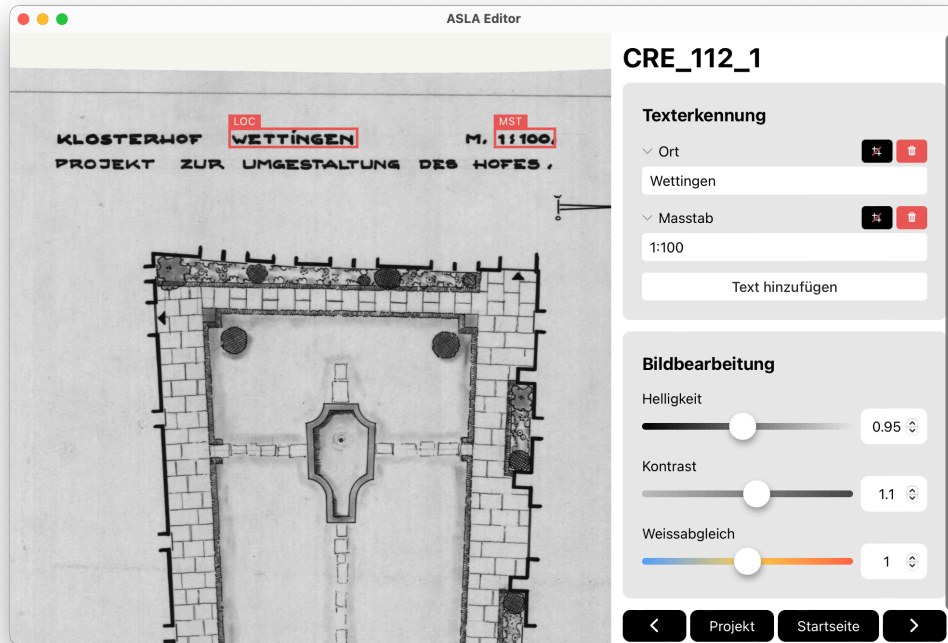 ASLA Editor
LOC
MST
KLOSTERHOF WETTINGEN M. 1:100.
PROJEKT ZUR UMGESTALTUNG DES HOFES.
CRE_112_1
Texterkennung
Ort
Wettingen
Masstab
1:100
Text hinzufügen
Bildbearbeitung
Helligkeit
0.95
Kontrast
1.1
Weissabgleich
1
Projekt
Startseite